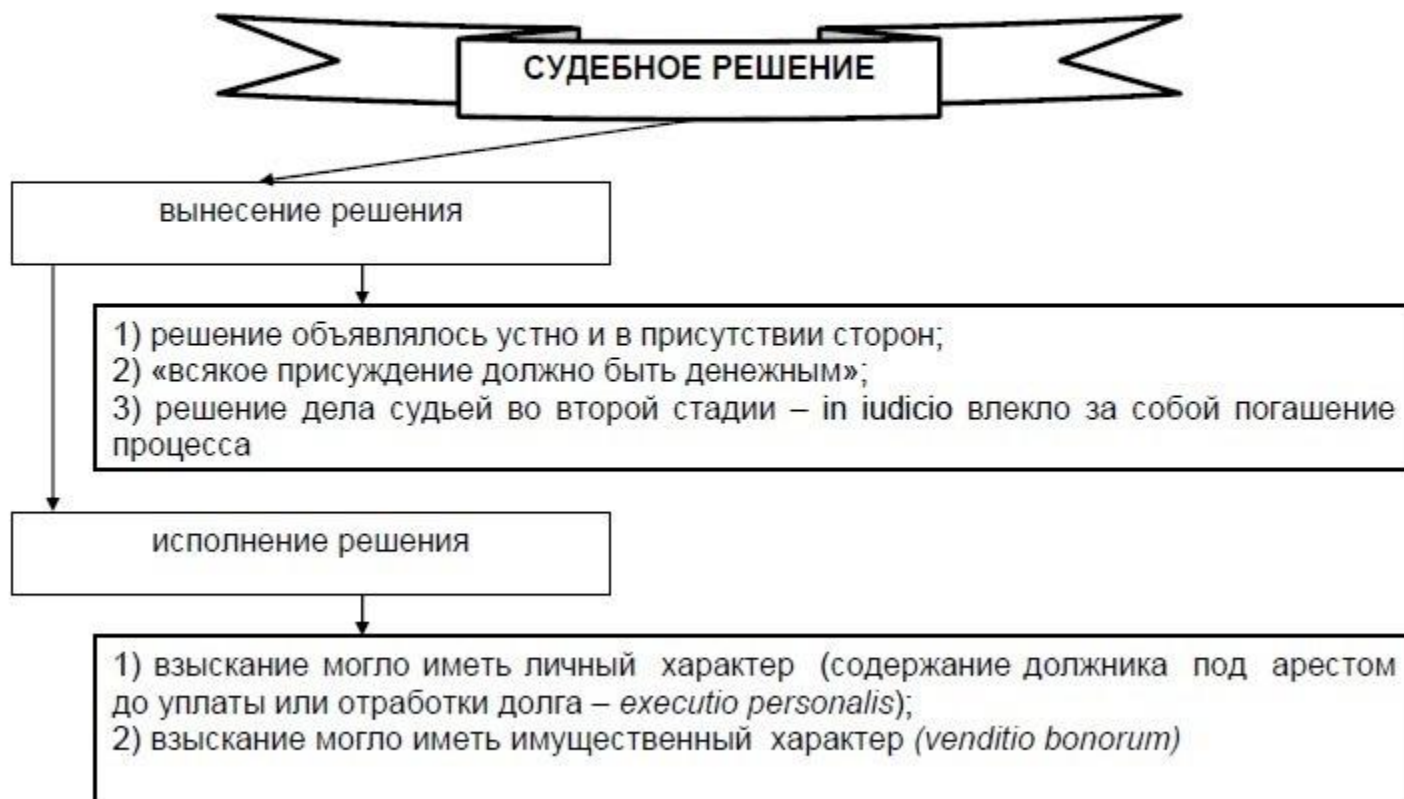 СУДЕБНОЕ РЕШЕНИЕ
вынесение решения
1) решение объявлялось устно и в присутствии сторон;
2) «всякое присуждение должно быть денежным»;
3) решение дела судьей во второй стадии – in iudicio влекло за собой погашение
процесса
исполнение решения
1) взыскание могло иметь личный характер (содержание должника под арестом
до уплаты или отработки долга – executio personalis);
2) взыскание могло иметь имущественный характер (venditio bonorum)